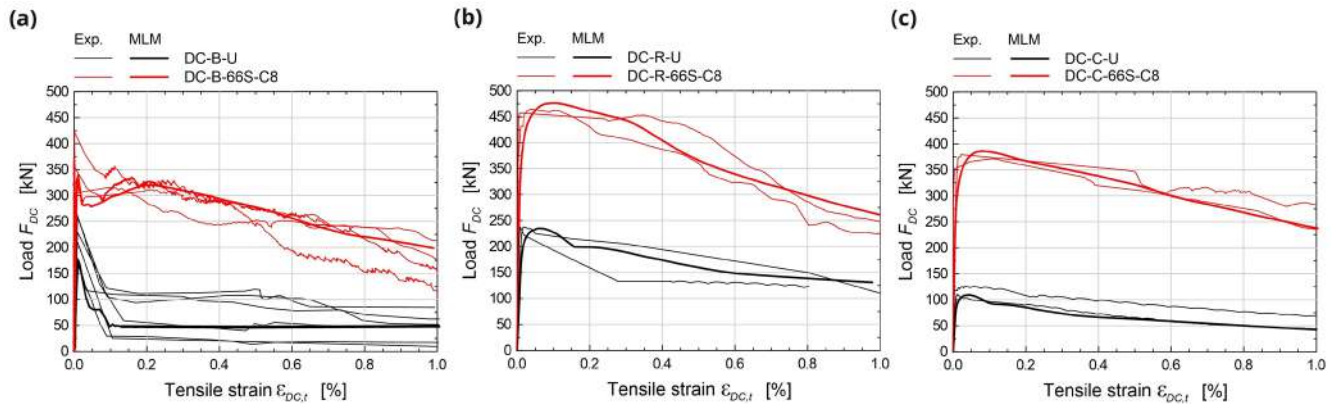 (a)
Exp. MLM
DC-B-U
DC-B-66S-C8
500
450
400
350
300
250
200
150
100
50
0
Load F_DC [kN]
0.0 0.2 0.4 0.6 0.8 1.0
Tensile strain ε_DC,t [%]
(b)
Exp. MLM
DC-R-U
DC-R-66S-C8
500
450
400
350
300
250
200
150
100
50
0
Load F_DC [kN]
0.0 0.2 0.4 0.6 0.8 1.0
Tensile strain ε_DC,t [%]
(c)
Exp. MLM
DC-C-U
DC-C-66S-C8
500
450
400
350
300
250
200
150
100
50
0
Load F_DC [kN]
0.0 0.2 0.4 0.6 0.8 1.0
Tensile strain ε_DC,t [%]